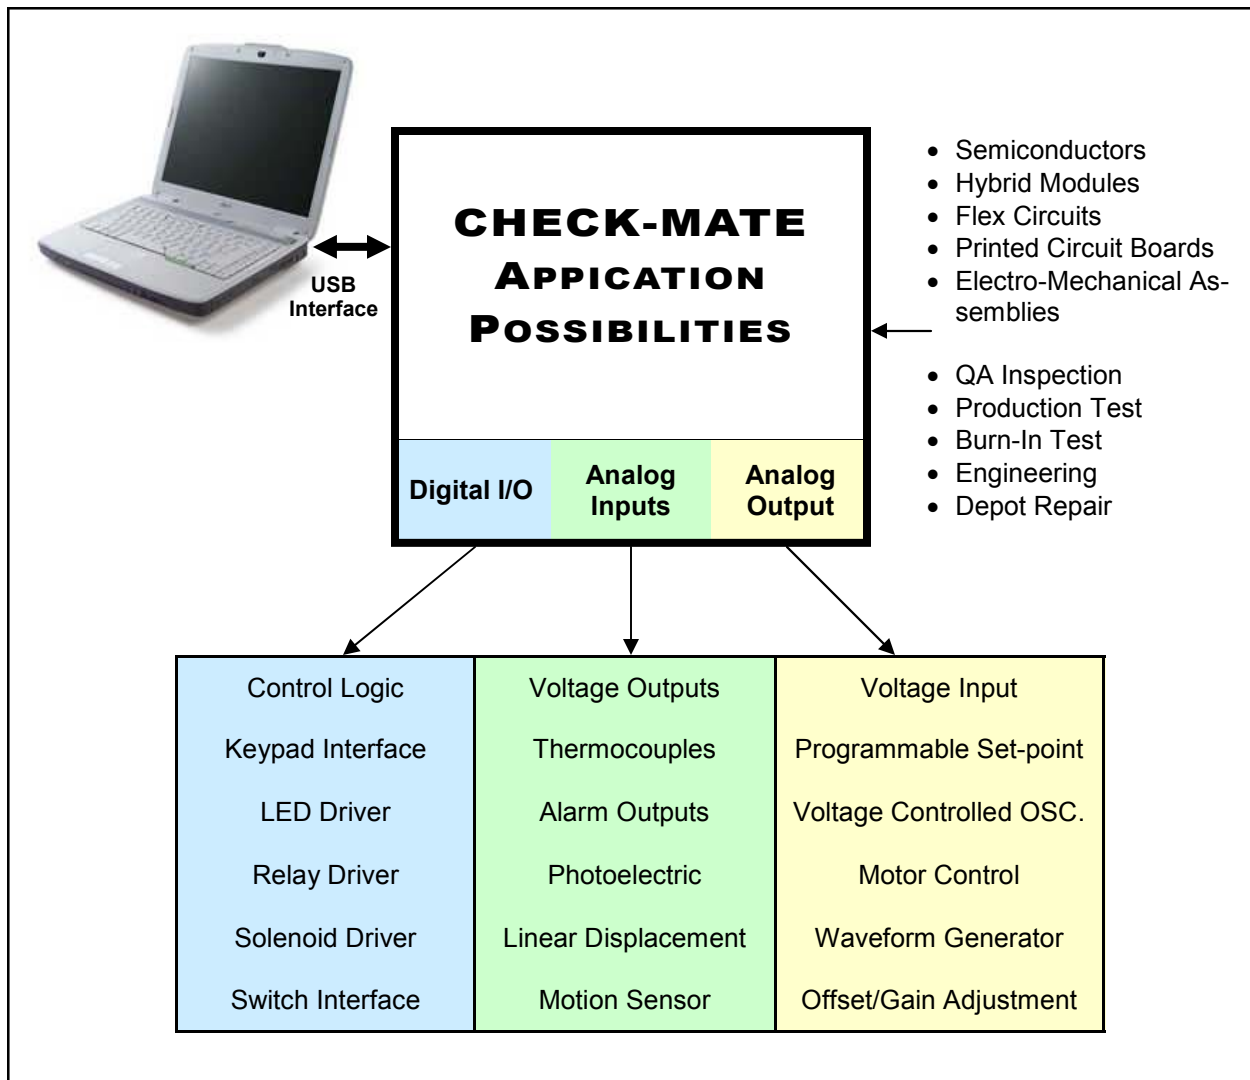 CHECK-MATE
APPICATION
POSSIBILITIES
USB
Interface
• Semiconductors
• Hybrid Modules
• Flex Circuits
• Printed Circuit Boards
• Electro-Mechanical As-
semblies
• QA Inspection
• Production Test
• Burn-In Test
• Engineering
• Depot Repair
Digital I/O
Analog
Inputs
Analog
Output
Control Logic
Keypad Interface
LED Driver
Relay Driver
Solenoid Driver
Switch Interface
Voltage Outputs
Thermocouples
Alarm Outputs
Photoelectric
Linear Displacement
Motion Sensor
Voltage Input
Programmable Set-point
Voltage Controlled OSC.
Motor Control
Waveform Generator
Offset/Gain Adjustment